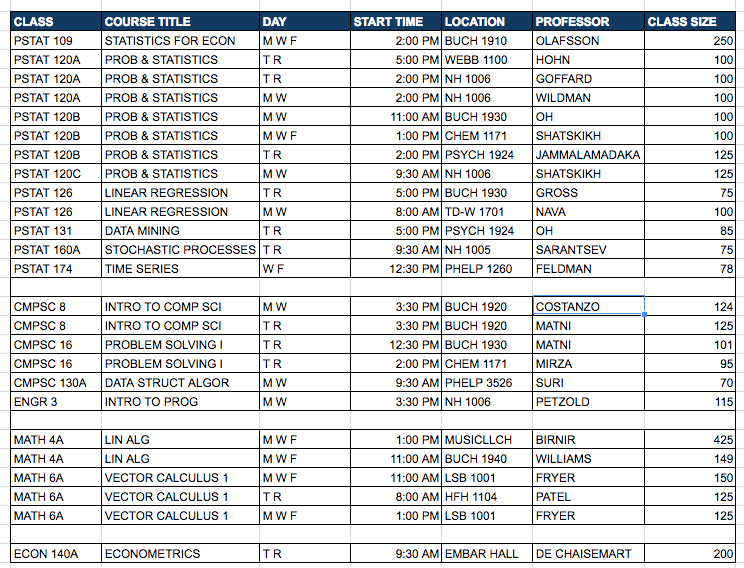 CLASS COURSE TITLE DAY START TIME LOCATION PROFESSOR CLASS SIZE
PSTAT 109 STATISTICS FOR ECON M W F 2:00 PM BUCH 1910 OLAFSSON 250
PSTAT 120A PROB & STATISTICS T R 5:00 PM WEBB 1100 HOHN 100
PSTAT 120A PROB & STATISTICS T R 2:00 PM NH 1006 GOFFARD 100
PSTAT 120A PROB & STATISTICS M W 2:00 PM NH 1006 WILDMAN 100
PSTAT 120B PROB & STATISTICS M W 11:00 AM BUCH 1930 OH 100
PSTAT 120B PROB & STATISTICS M W F 1:00 PM CHEM 1171 SHATSKIKH 100
PSTAT 120B PROB & STATISTICS T R 2:00 PM PSYCH 1924 JAMMALAMADAKA 125
PSTAT 120C PROB & STATISTICS M W 9:30 AM NH 1006 SHATSKIKH 125
PSTAT 126 LINEAR REGRESSION T R 5:00 PM BUCH 1930 GROSS 75
PSTAT 126 LINEAR REGRESSION M W 8:00 AM TD-W 1701 NAVA 100
PSTAT 131 DATA MINING T R 5:00 PM PSYCH 1924 OH 85
PSTAT 160A STOCHASTIC PROCESSES T R 9:30 AM NH 1005 SARANTSEV 75
PSTAT 174 TIME SERIES W F 12:30 PM PHELP 1260 FELDMAN 78
CMPSC 8 INTRO TO COMP SCI M W 3:30 PM BUCH 1920 COSTANZO 124
CMPSC 8 INTRO TO COMP SCI T R 3:30 PM BUCH 1920 MATNI 125
CMPSC 16 PROBLEM SOLVING I T R 12:30 PM BUCH 1930 MATNI 101
CMPSC 16 PROBLEM SOLVING I T R 2:00 PM CHEM 1171 MIRZA 95
CMPSC 130A DATA STRUCT ALGOR M W 9:30 AM PHELP 3526 SURI 70
ENGR 3 INTRO TO PROG M W 3:30 PM NH 1006 PETZOLD 115
MATH 4A LIN ALG M W F 1:00 PM MUSICLLCH BIRNIR 425
MATH 4A LIN ALG M W F 11:00 AM BUCH 1940 WILLIAMS 149
MATH 6A VECTOR CALCULUS 1 M W F 11:00 AM LSB 1001 FRYER 150
MATH 6A VECTOR CALCULUS 1 T R 8:00 AM HFH 1104 PATEL 125
MATH 6A VECTOR CALCULUS 1 M W F 1:00 PM LSB 1001 FRYER 125
ECON 140A ECONOMETRICS T R 9:30 AM EMBAR HALL DE CHAISEMART 200